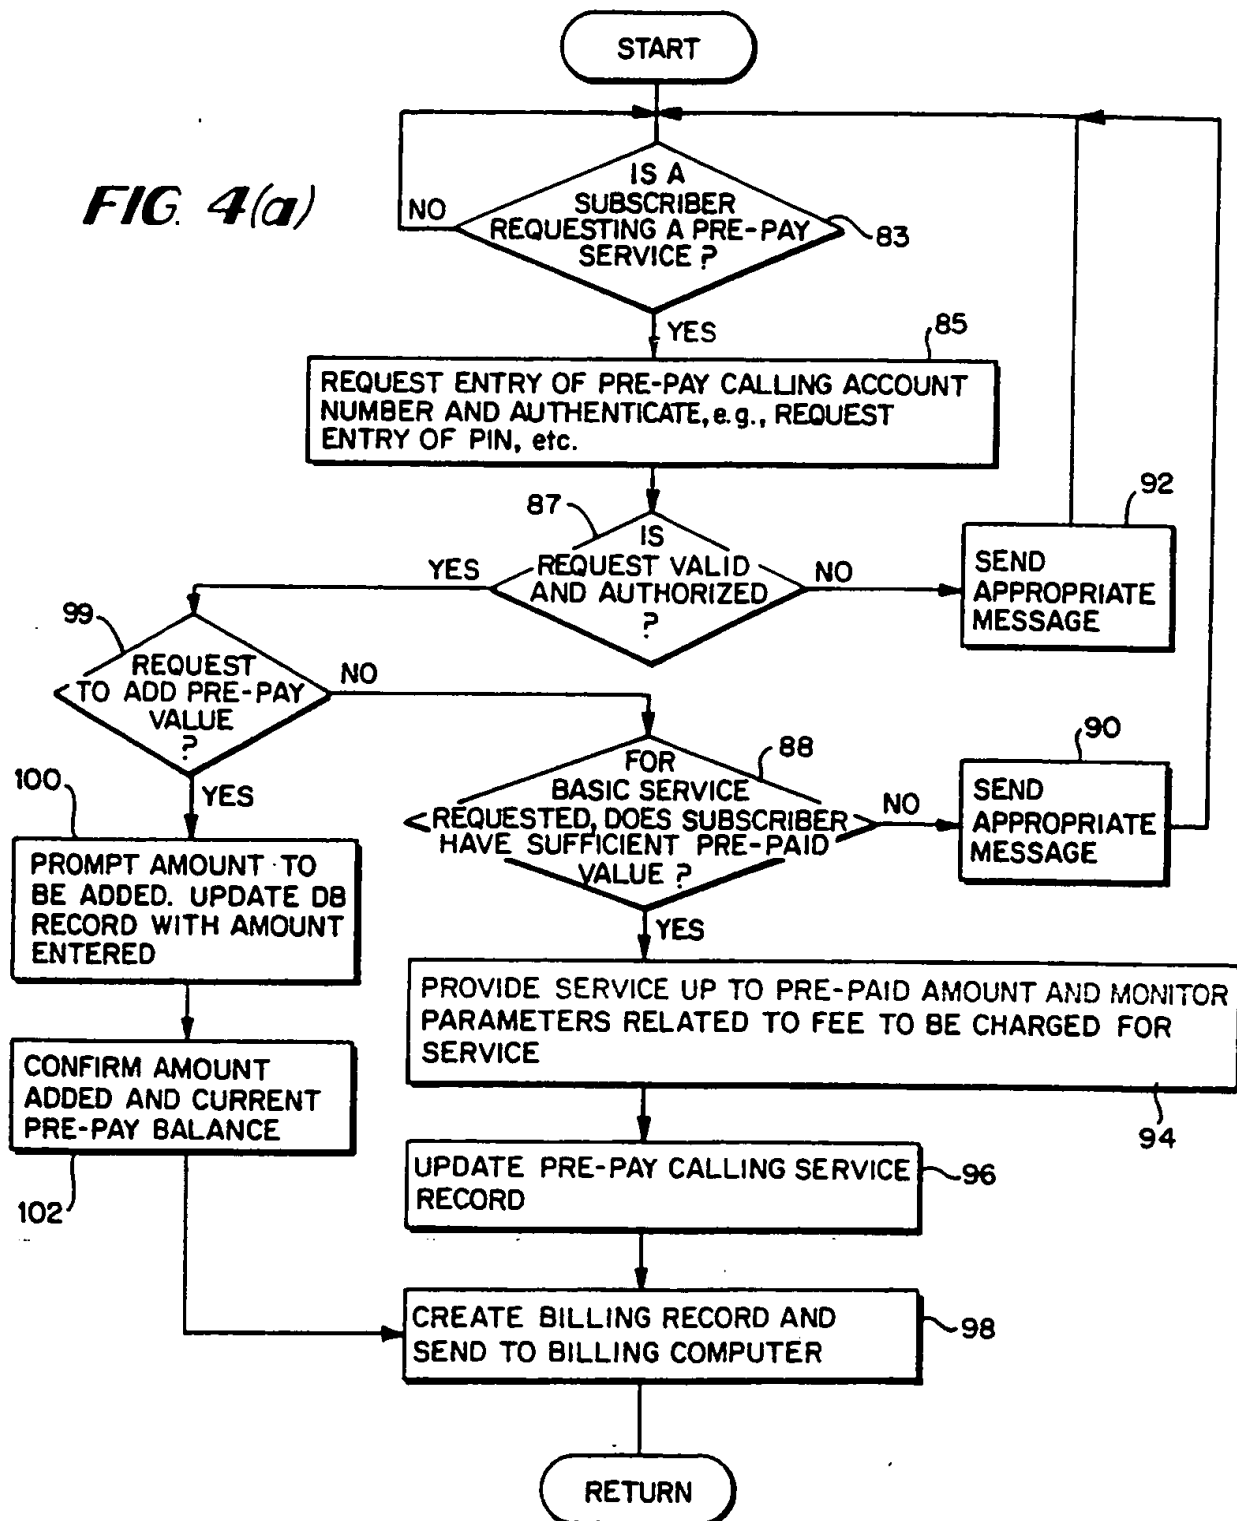 START
FIG. 4(a)
NO
IS A
SUBSCRIBER
REQUESTING A PRE-PAY
SERVICE ?
83
YES
85
REQUEST ENTRY OF PRE-PAY CALLING ACCOUNT
NUMBER AND AUTHENTICATE, e.g., REQUEST
ENTRY OF PIN, etc.
87
IS
REQUEST VALID
AND AUTHORIZED
?
YES
NO
92
SEND
APPROPRIATE
MESSAGE
99
REQUEST
TO ADD PRE-PAY
VALUE
?
NO
YES
88
FOR
BASIC SERVICE
REQUESTED, DOES SUBSCRIBER
HAVE SUFFICIENT PRE-PAID
VALUE ?
NO
90
SEND
APPROPRIATE
MESSAGE
100
PROMPT AMOUNT TO
BE ADDED. UPDATE DB
RECORD WITH AMOUNT
ENTERED
YES
PROVIDE SERVICE UP TO PRE-PAID AMOUNT AND MONITOR
PARAMETERS RELATED TO FEE TO BE CHARGED FOR
SERVICE
94
CONFIRM AMOUNT
ADDED AND CURRENT
PRE-PAY BALANCE
102
UPDATE PRE-PAY CALLING SERVICE
RECORD
96
CREATE BILLING RECORD AND
SEND TO BILLING COMPUTER
98
RETURN